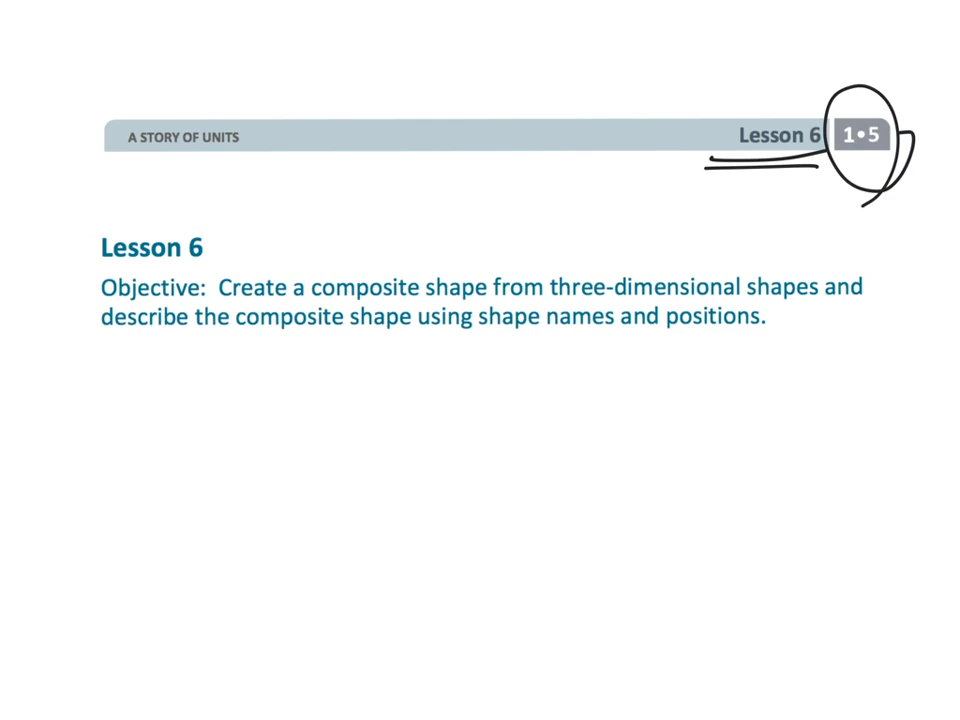 A STORY OF UNITS
Lesson 6
1•5
Lesson 6
Objective: Create a composite shape from three-dimensional shapes and
describe the composite shape using shape names and positions.